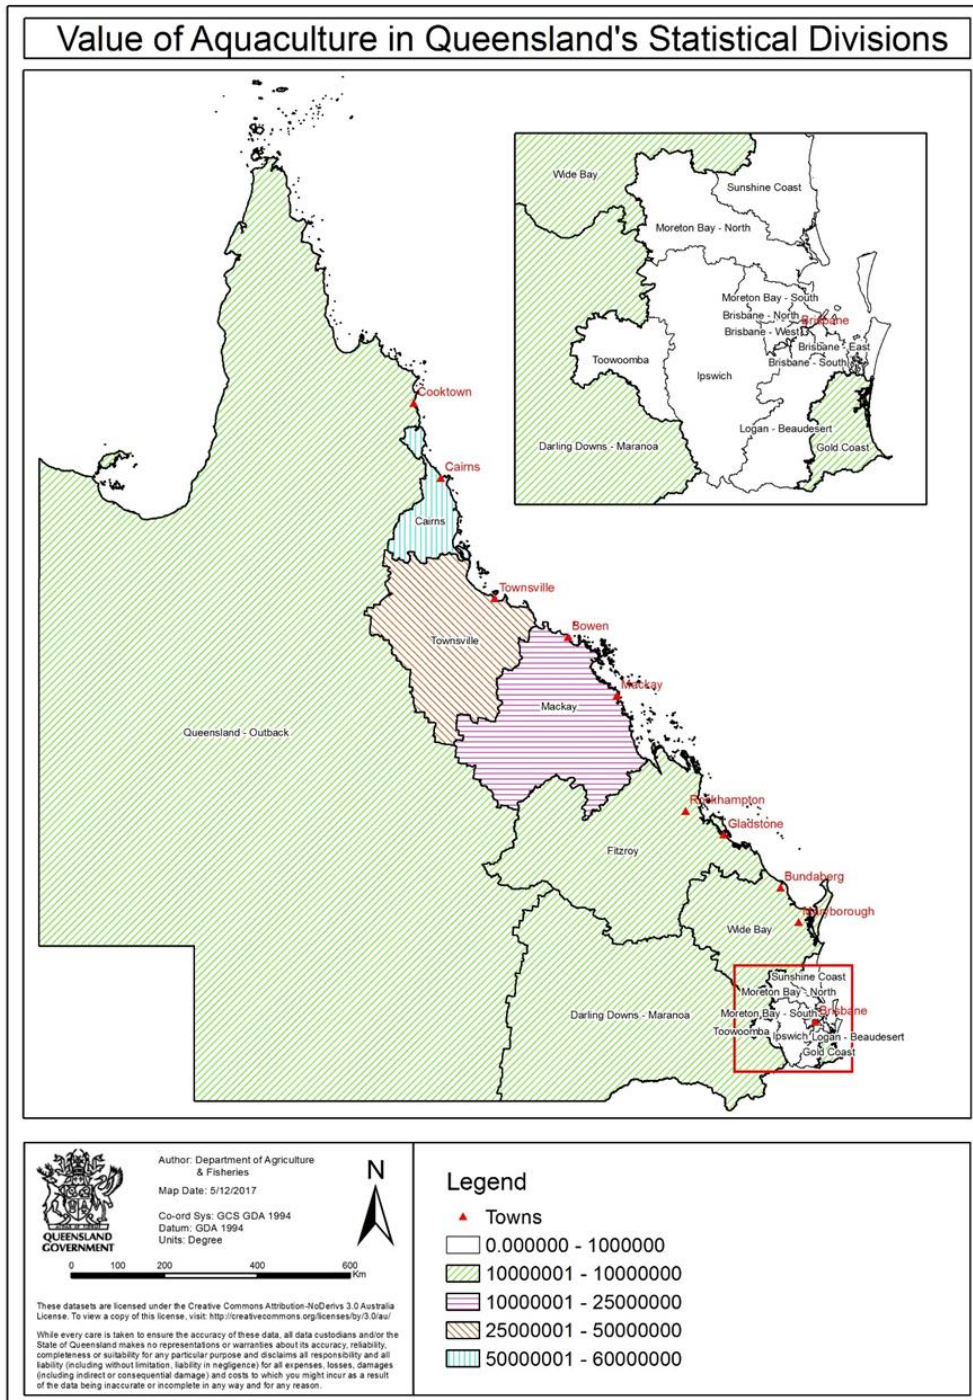 Value of Aquaculture in Queensland's Statistical Divisions
Wide Bay
Sunshine Coast
Moreton Bay - North
Moreton Bay - South
Brisbane - North
Brisbane
Brisbane - West
Brisbane - East
Brisbane - South
Toowoomba
Ipswich
Logan - Beaudesert
Darling Downs - Maranoa
Gold Coast
Cooktown
Cairns
Cairns
Townsville
Bowen
Townsville
Mackay
Mackay
Queensland - Outback
Rockhampton
Gladstone
Fitzroy
Bundaberg
Maryborough
Wide Bay
Sunshine Coast
Moreton Bay - North
Moreton Bay - South
Brisbane
Darling Downs - Maranoa
Toowoomba
Ipswich
Logan - Beaudesert
Gold Coast
QUEENSLAND
GOVERNMENT
Author: Department of Agriculture
& Fisheries
Map Date: 5/12/2017
Co-ord Sys: GCS GDA 1994
Datum: GDA 1994
Units: Degree
N
0 100 200 400 600
Km
These datasets are licensed under the Creative Commons Attribution-NoDerivs 3.0 Australia
License. To view a copy of this license, visit: http://creativecommons.org/licenses/by/3.0/au/
While every care is taken to ensure the accuracy of these data, all data custodians and/or the
State of Queensland makes no representations or warranties about its accuracy, reliability,
completeness or suitability for any particular purpose and disclaims all responsibility and all
liability (including without limitation, liability in negligence) for all expenses, losses, damages
(including indirect or consequential damage) and costs to which you might incur as a result
of the data being inaccurate or incomplete in any way and for any reason.
Legend
Towns
0.000000 - 1000000
10000001 - 10000000
10000001 - 25000000
25000001 - 50000000
50000001 - 60000000